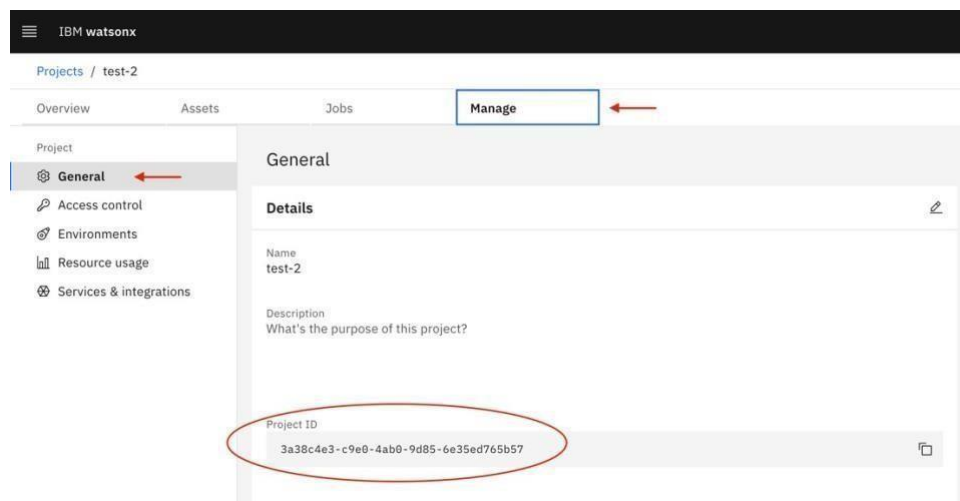 IBM watsonx
Projects / test-2
Overview Assets Jobs Manage
Project
General
Access control
Environments
Resource usage
Services & integrations
General
Details
Name
test-2
Description
What's the purpose of this project?
Project ID
3a38c4e3-c9e0-4ab0-9d85-6e35ed765b57